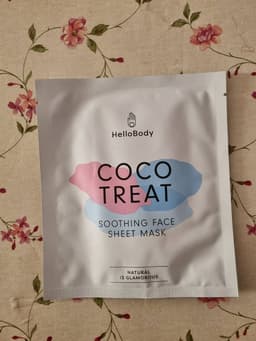 HelloBody
COCO
TREAT
SOOTHING FACE
SHEET MASK
NATURAL
IS GLAMOROUS